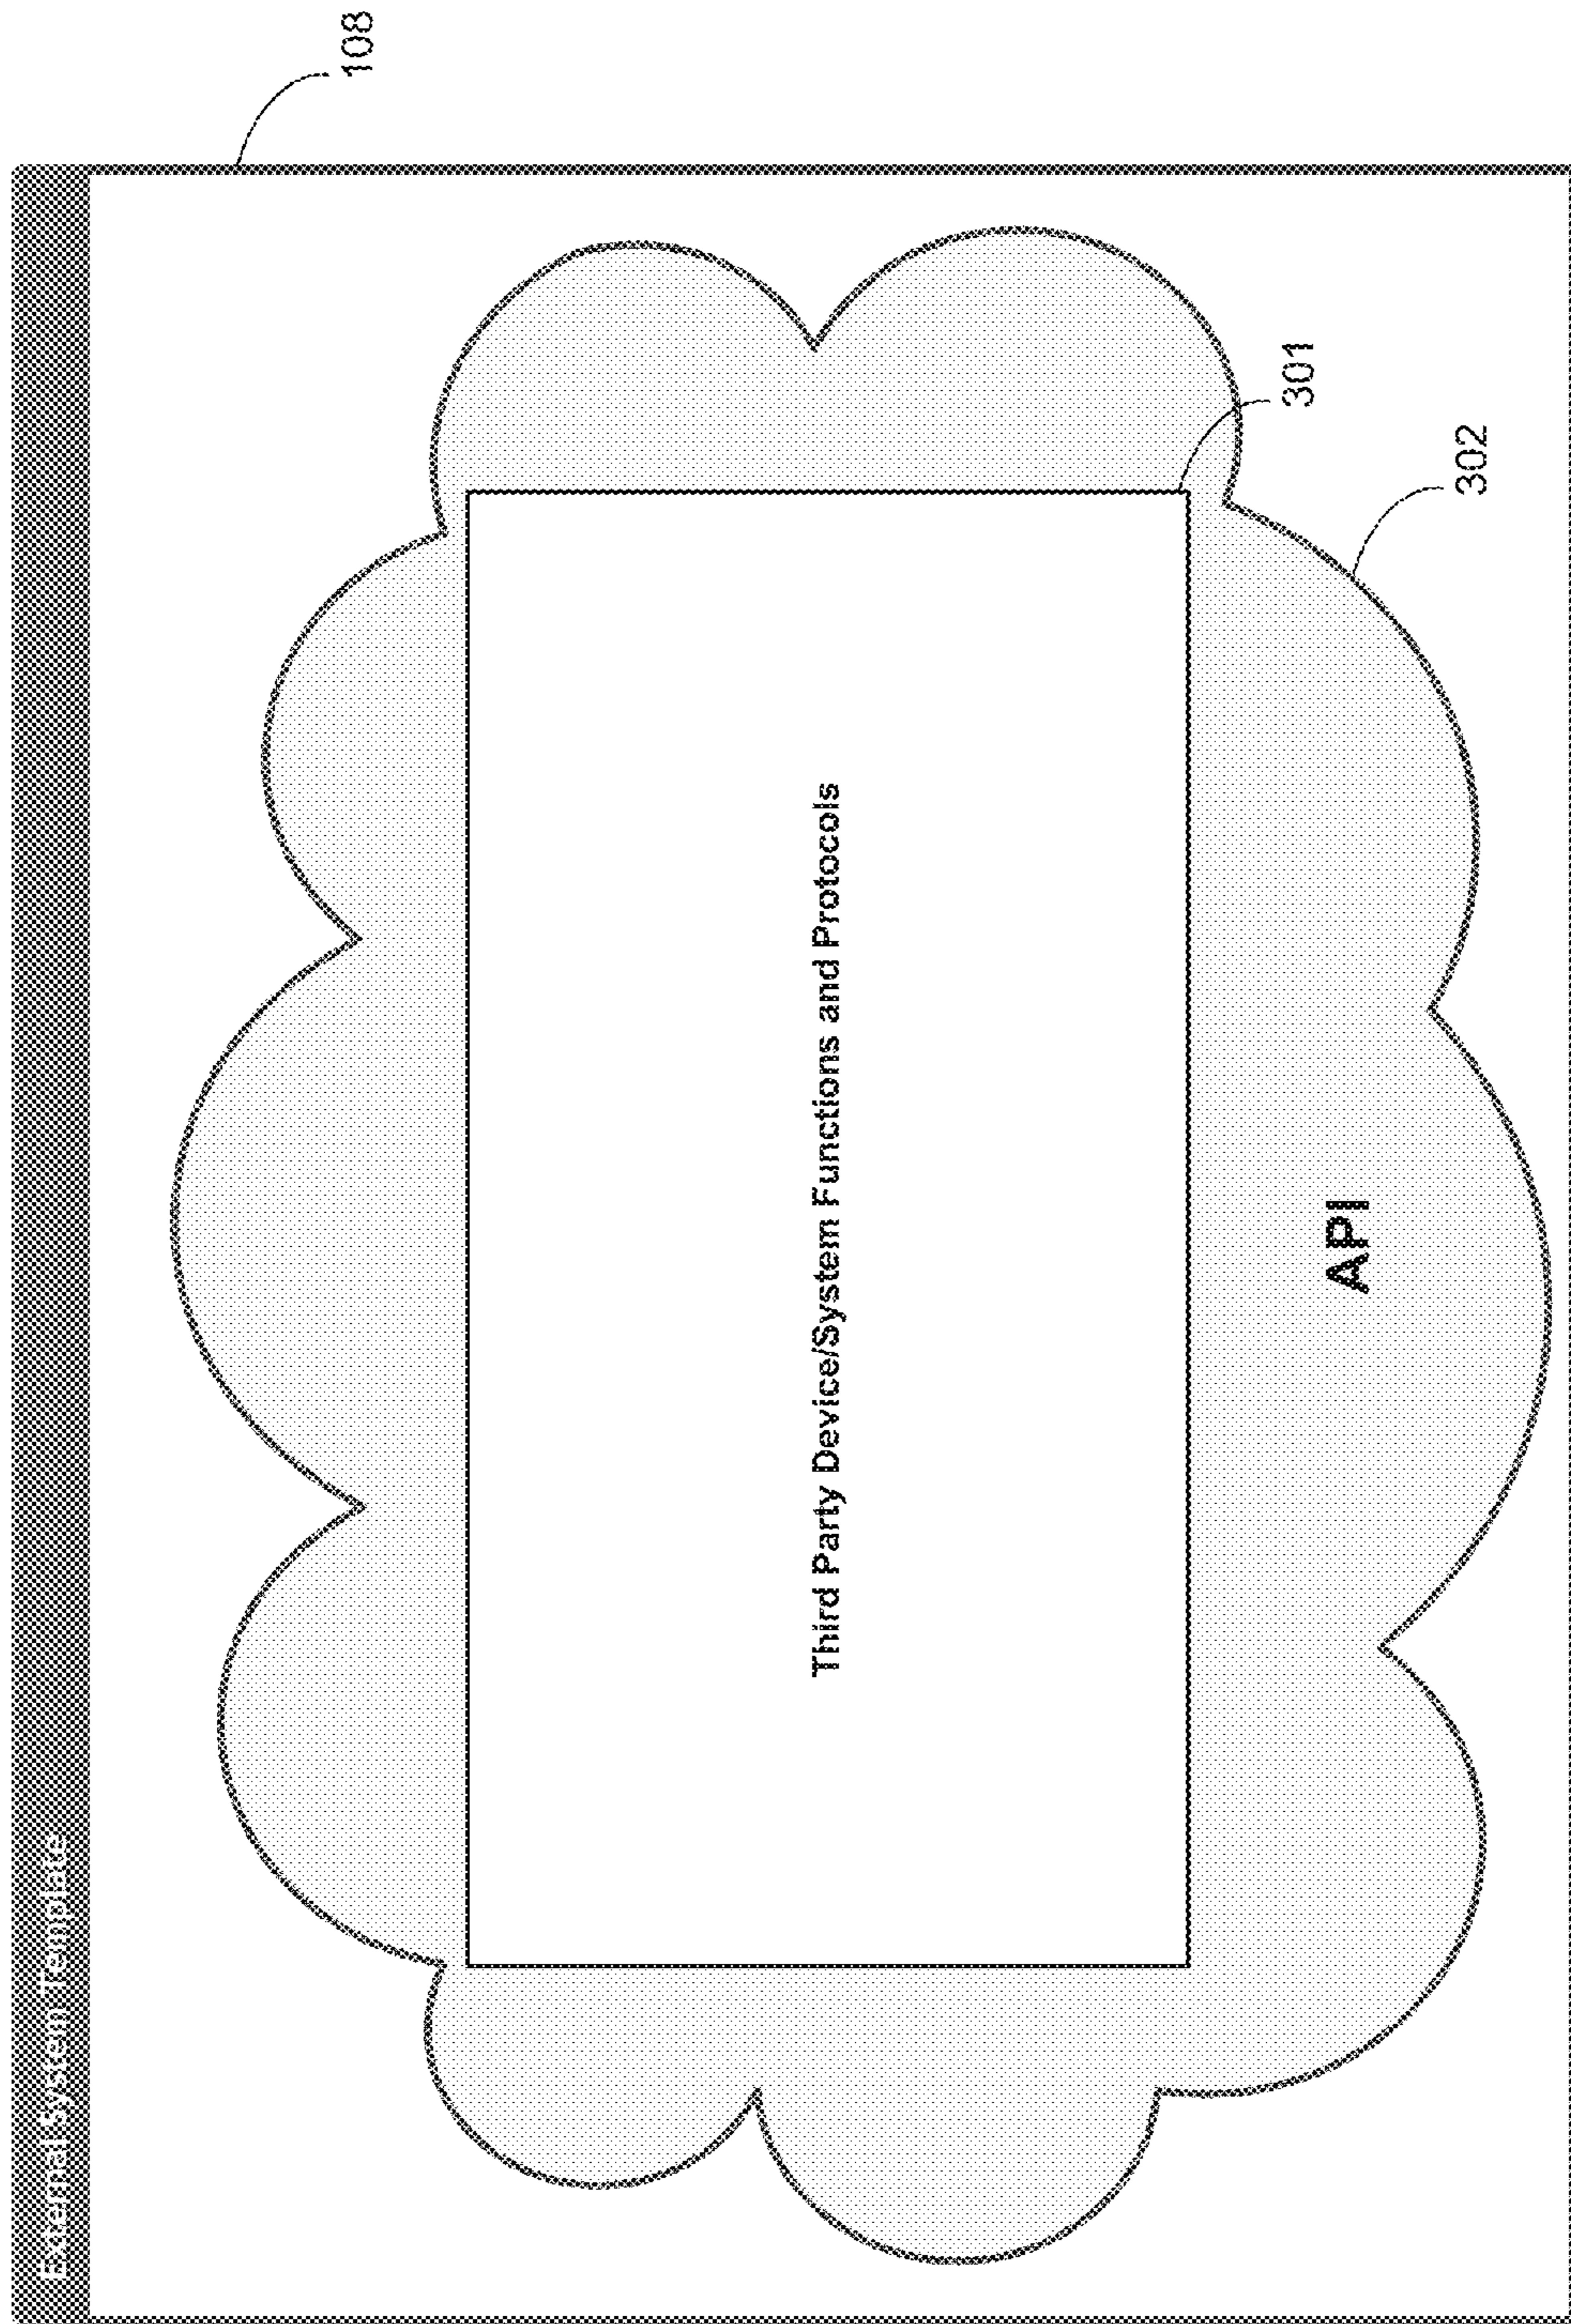 External System Template
108
Third Party Device/System Functions and Protocols
301
API
302